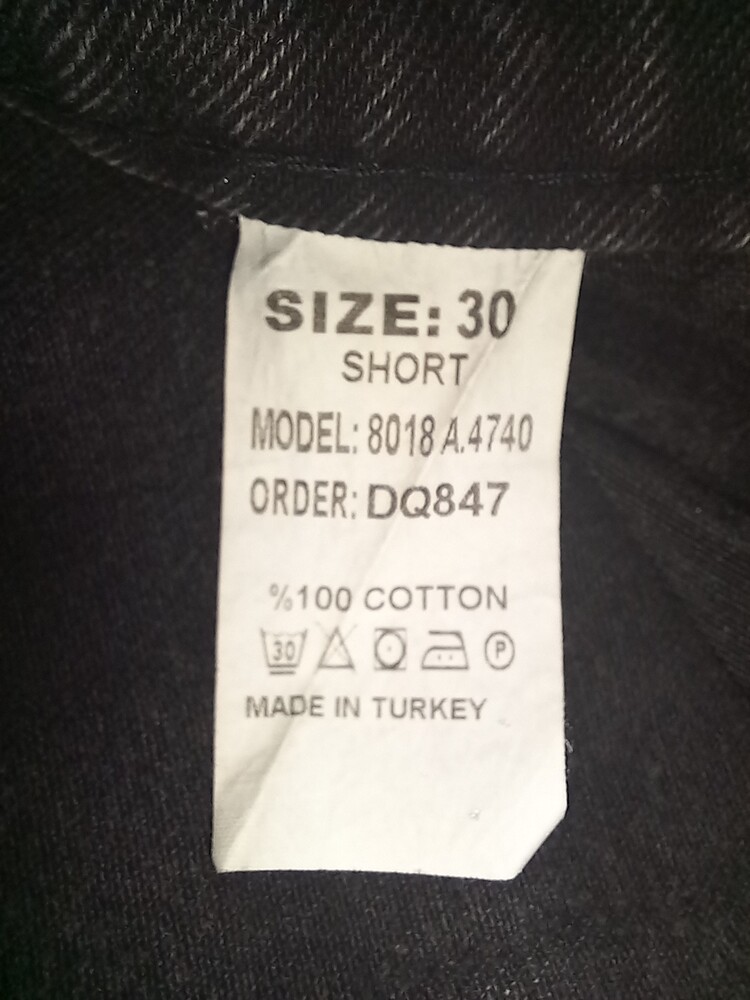 SIZE: 30
SHORT
MODEL: 8018 A.4740
ORDER: DQ847
%100 COTTON
30 P
MADE IN TURKEY